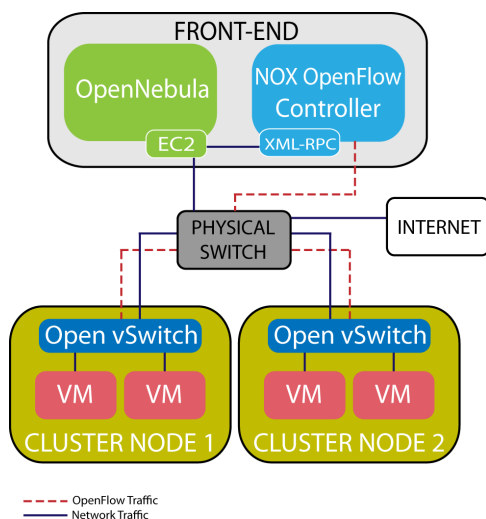 FRONT-END
OpenNebula
NOX OpenFlow
Controller
EC2
XML-RPC
PHYSICAL
SWITCH
INTERNET
Open vSwitch
VM
VM
CLUSTER NODE 1
Open vSwitch
VM
VM
CLUSTER NODE 2
OpenFlow Traffic
Network Traffic